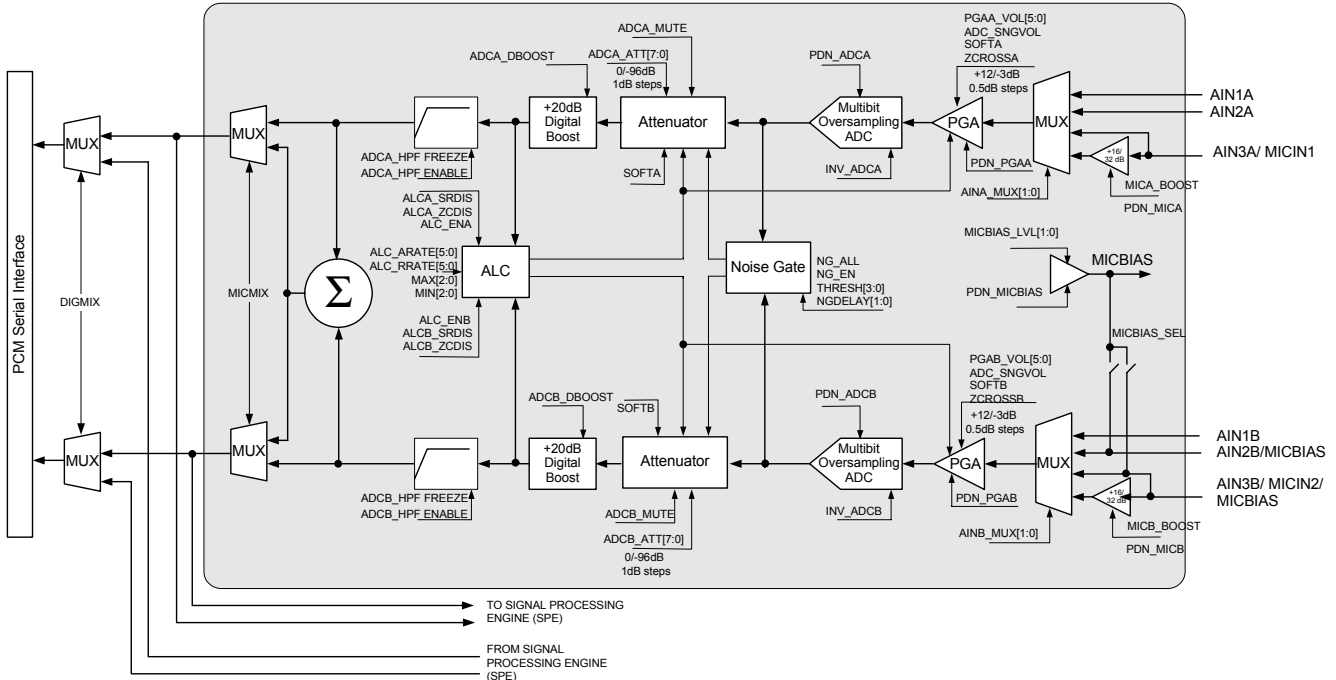 PCM Serial Interface
MUX
DIGMIX
MUX
MUX
MICMIX
MUX
Σ
ADCA_HPF FREEZE
ADCA_HPF ENABLE
ALCA_SRDIS
ALCA_ZCDIS
ALC_ENA
ALC_ARATE[5:0]
ALC_RRATE[5:0]
MAX[2:0]
MIN[2:0]
ALC
ALC_ENB
ALCB_SRDIS
ALCB_ZCDIS
ADCB_HPF FREEZE
ADCB_HPF ENABLE
ADCA_DBOOST
+20dB
Digital
Boost
ADCA_MUTE
ADCA_ATT[7:0]
0/-96dB
1dB steps
Attenuator
SOFTA
PDN_ADCA
Multibit
Oversampling
ADC
INV_ADCA
PGAA_VOL[5:0]
ADC_SNGVOL
SOFTA
ZCROSSA
+12/-3dB
0.5dB steps
PGA
PDN_PGAA
MUX
AINA_MUX[1:0]
+16/
32 dB
MICA_BOOST
PDN_MICA
AIN1A
AIN2A
AIN3A/ MICIN1
Noise Gate
NG_ALL
NG_EN
THRESH[3:0]
NGDELAY[1:0]
MICBIAS_LVL[1:0]
PDN_MICBIAS
MICBIAS
MICBIAS_SEL
ADCB_DBOOST
+20dB
Digital
Boost
SOFTB
Attenuator
ADCB_MUTE
ADCB_ATT[7:0]
0/-96dB
1dB steps
PDN_ADCB
Multibit
Oversampling
ADC
INV_ADCB
PGAB_VOL[5:0]
ADC_SNGVOL
SOFTB
ZCROSSB
+12/-3dB
0.5dB steps
PGA
PDN_PGAB
MUX
AINB_MUX[1:0]
+16/
32 dB
MICB_BOOST
PDN_MICB
AIN1B
AIN2B/MICBIAS
AIN3B/ MICIN2/
MICBIAS
TO SIGNAL PROCESSING
ENGINE (SPE)
FROM SIGNAL
PROCESSING ENGINE
(SPE)